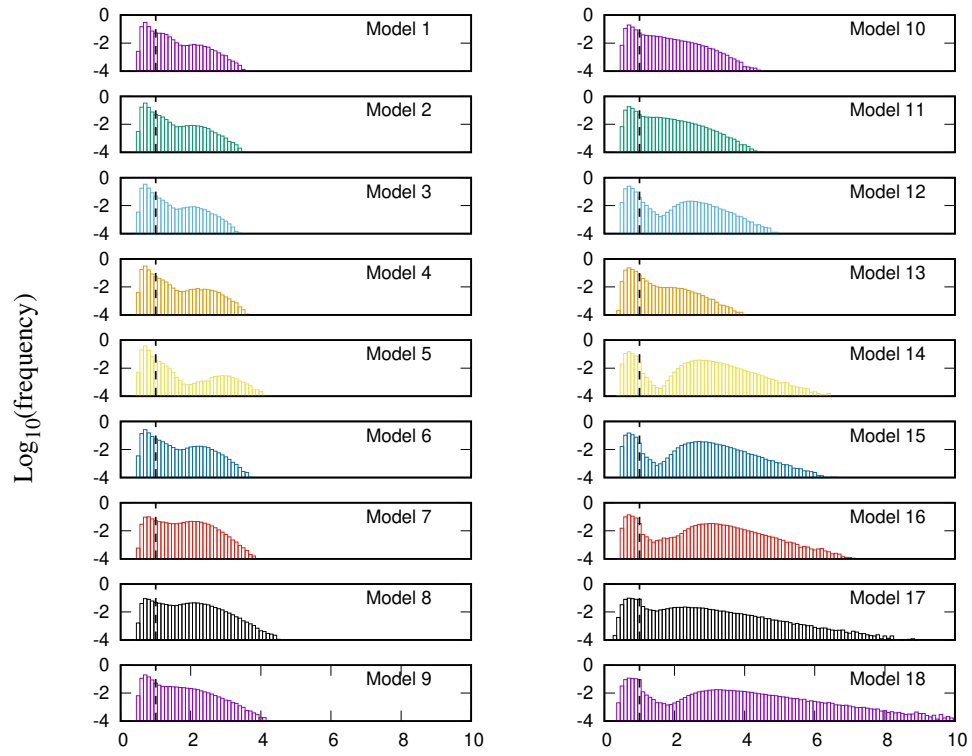 Log10(frequency)
0
-2
-4
Model 1
0
-2
-4
Model 2
0
-2
-4
Model 3
0
-2
-4
Model 4
0
-2
-4
Model 5
0
-2
-4
Model 6
0
-2
-4
Model 7
0
-2
-4
Model 8
0
-2
-4
Model 9
0 2 4 6 8 10
0
-2
-4
Model 10
0
-2
-4
Model 11
0
-2
-4
Model 12
0
-2
-4
Model 13
0
-2
-4
Model 14
0
-2
-4
Model 15
0
-2
-4
Model 16
0
-2
-4
Model 17
0
-2
-4
Model 18
0 2 4 6 8 10